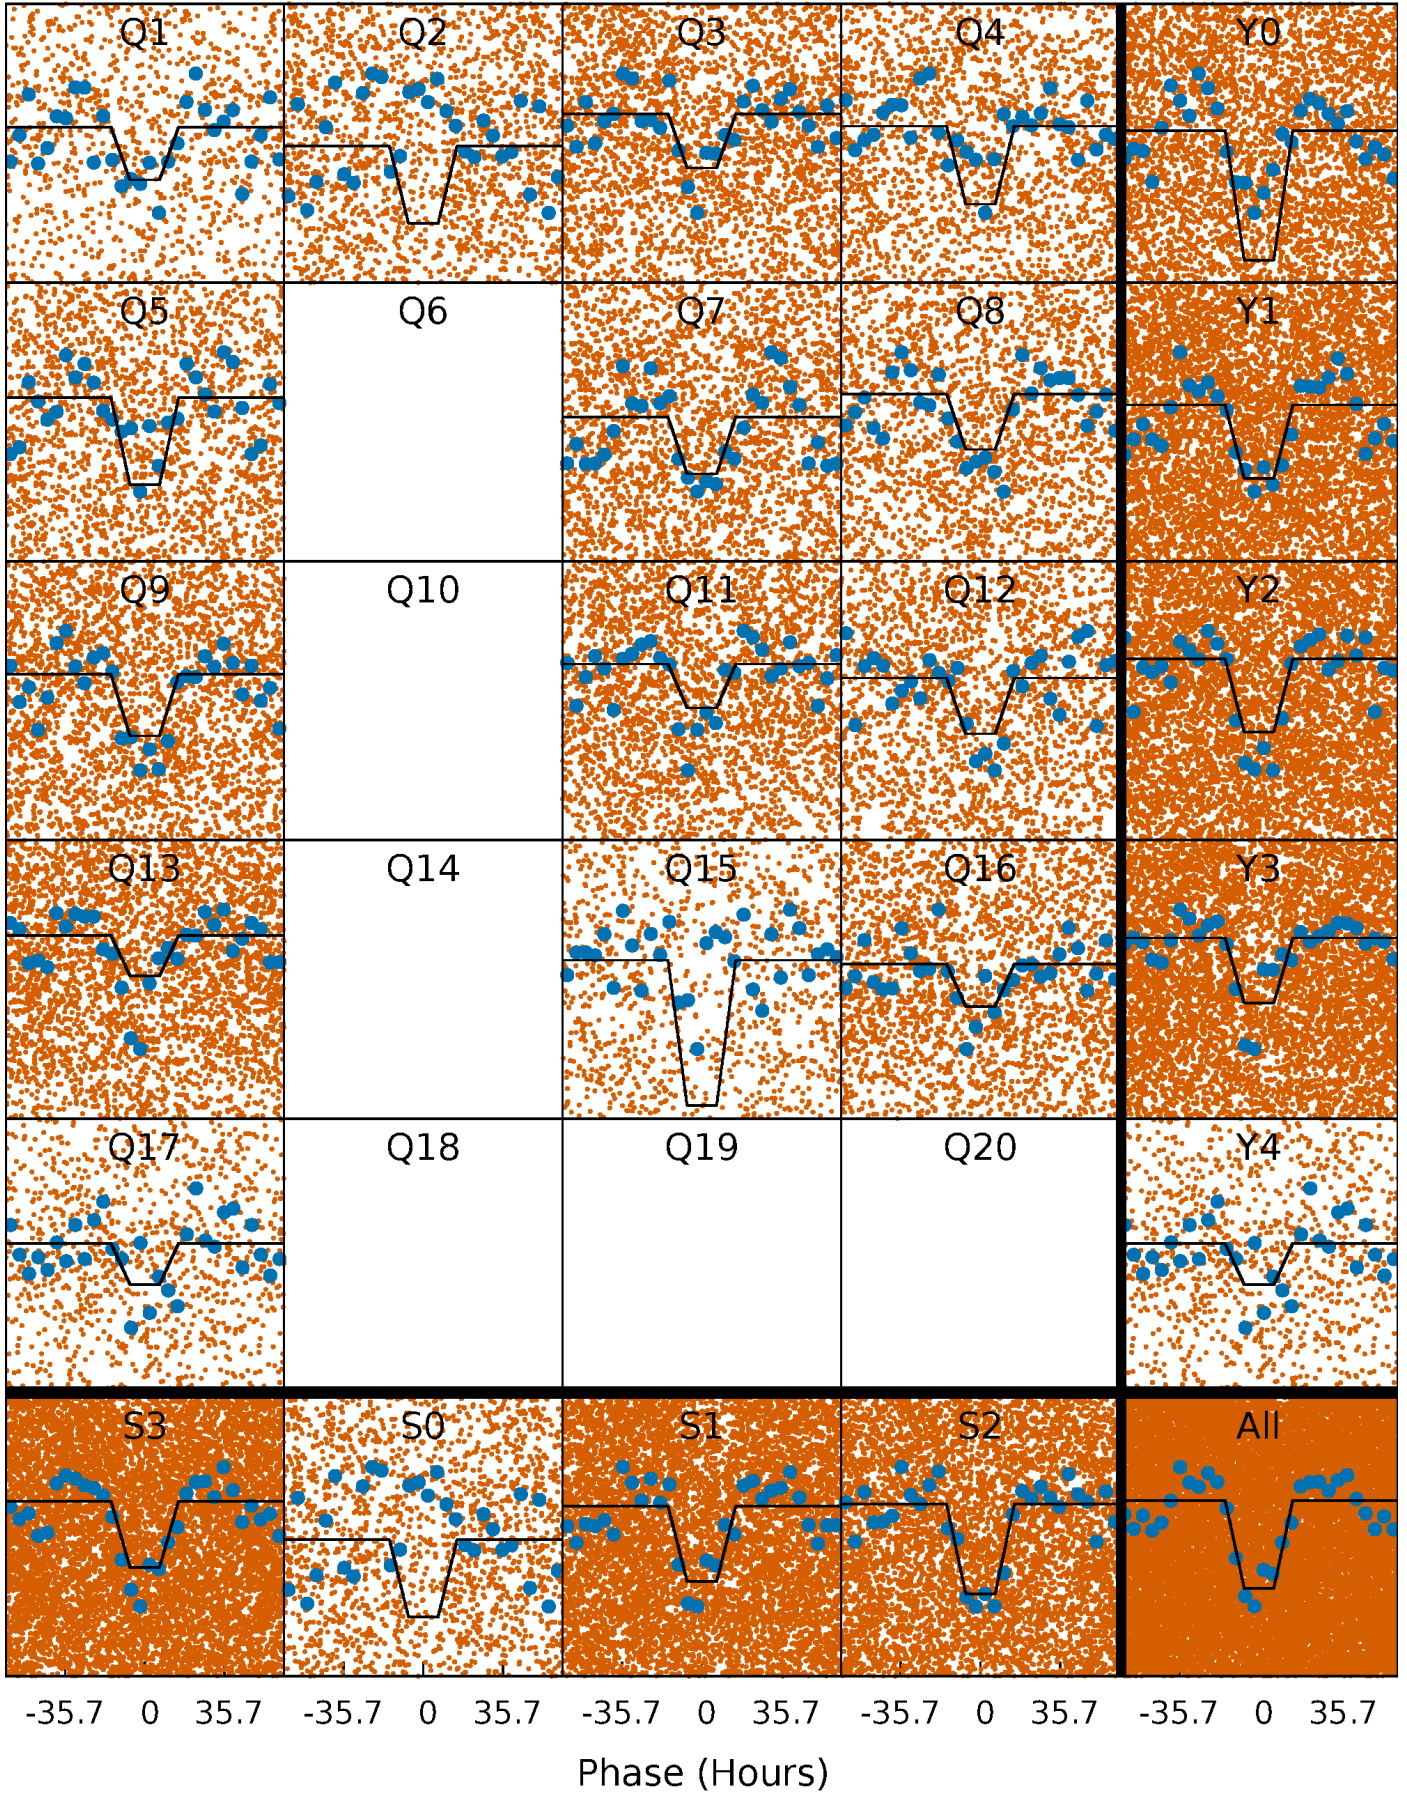 Q1 Q2 Q3 Q4 Y0
Q5 Q6 Q7 Q8 Y1
Q9 Q10 Q11 Q12 Y2
Q13 Q14 Q15 Q16 Y3
Q17 Q18 Q19 Q20 Y4
S3 S0 S1 S2 All
-35.7 0 35.7 -35.7 0 35.7 -35.7 0 35.7 -35.7 0 35.7 -35.7 0 35.7
Phase (Hours)